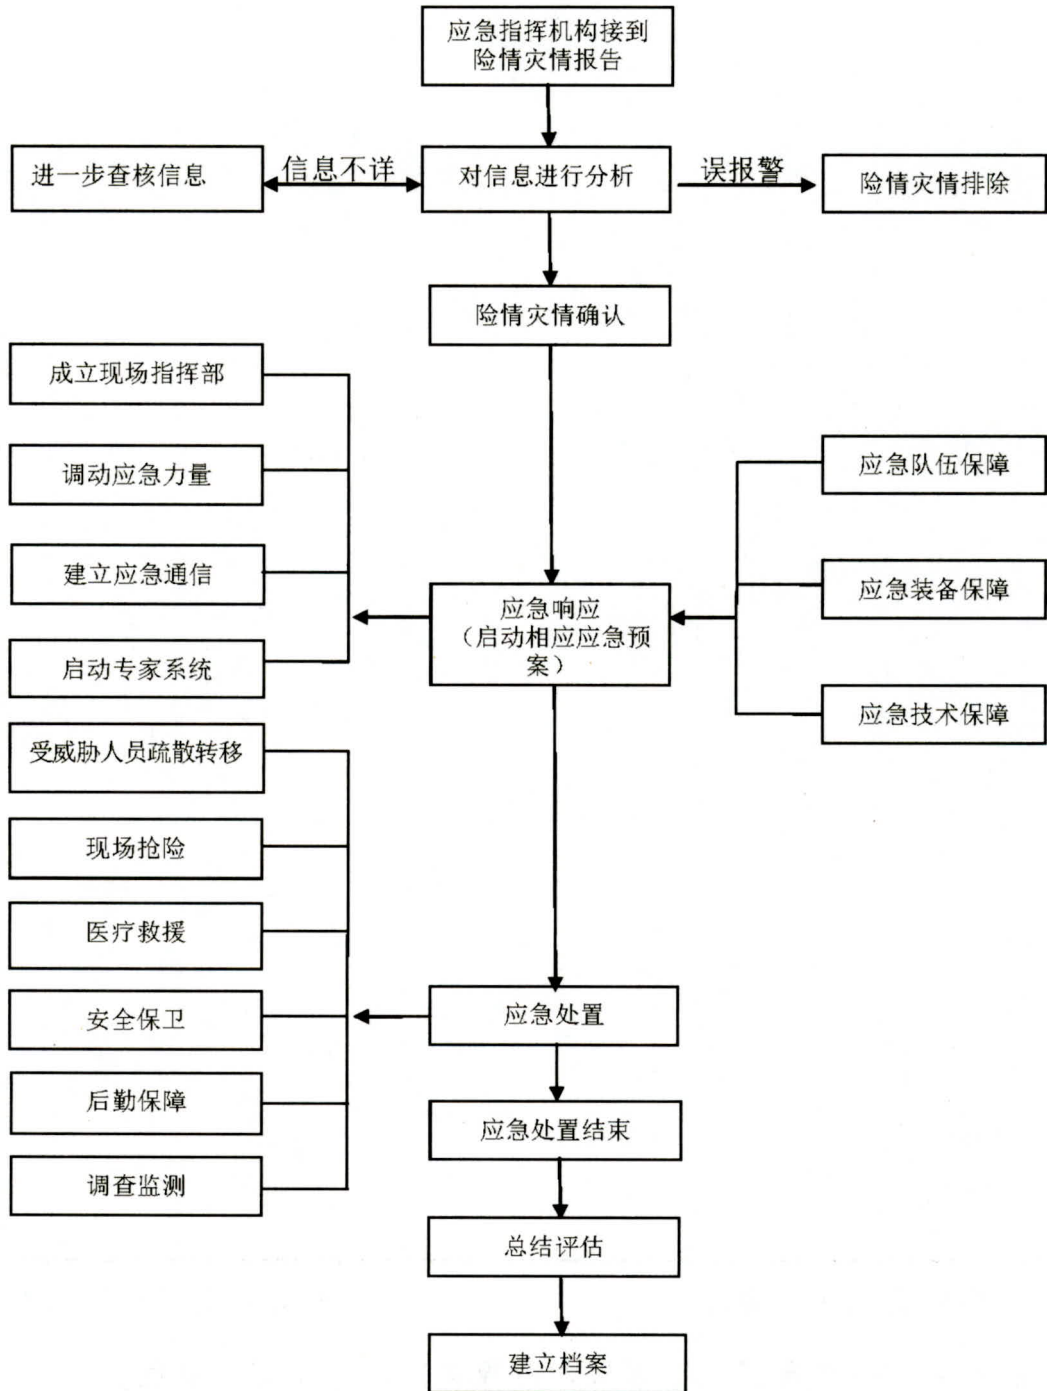 应急指挥机构接到
险情灾情报告
进一步查核信息
信息不详
对信息进行分析
误报警
险情灾情排除
险情灾情确认
成立现场指挥部
调动应急力量
建立应急通信
启动专家系统
应急响应
（启动相应应急预
案）
应急队伍保障
应急装备保障
应急技术保障
受威胁人员疏散转移
现场抢险
医疗救援
安全保卫
后勤保障
调查监测
应急处置
应急处置结束
总结评估
建立档案